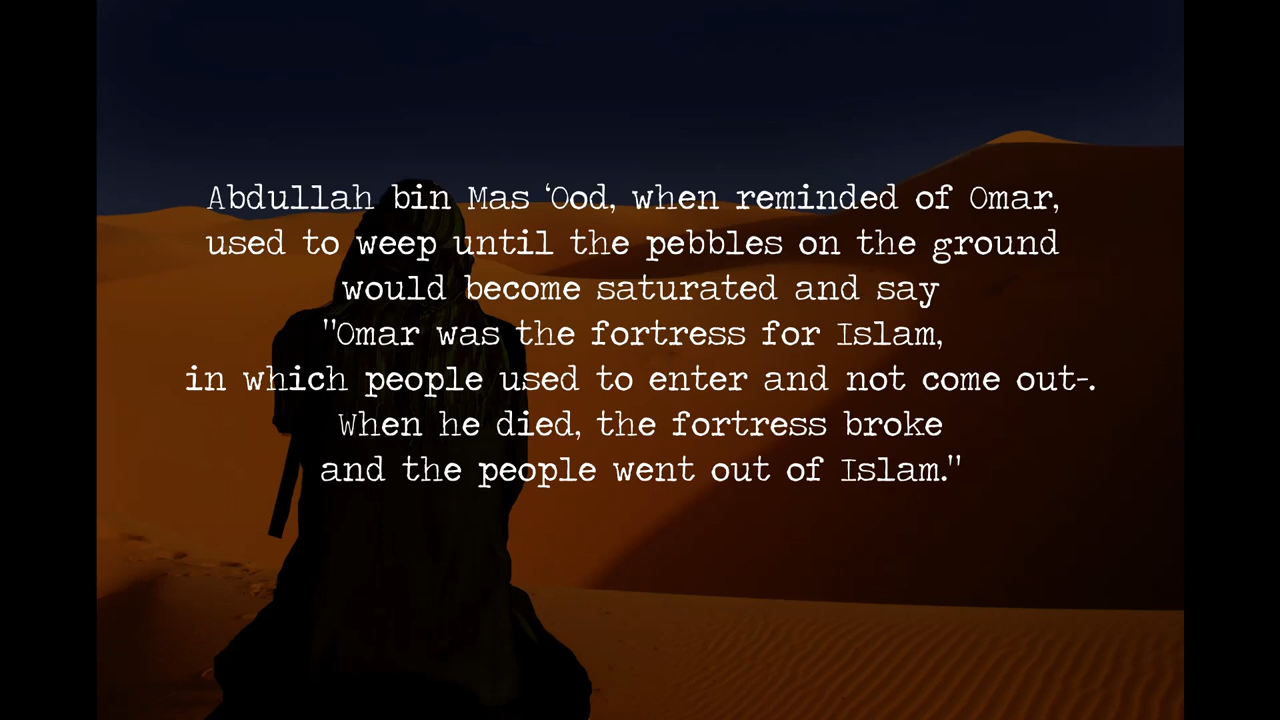 Abdullah bin Mas ‘Ood, when reminded of Omar,
used to weep until the pebbles on the ground
would become saturated and say
"Omar was the fortress for Islam,
in which people used to enter and not come out-.
When he died, the fortress broke
and the people went out of Islam."